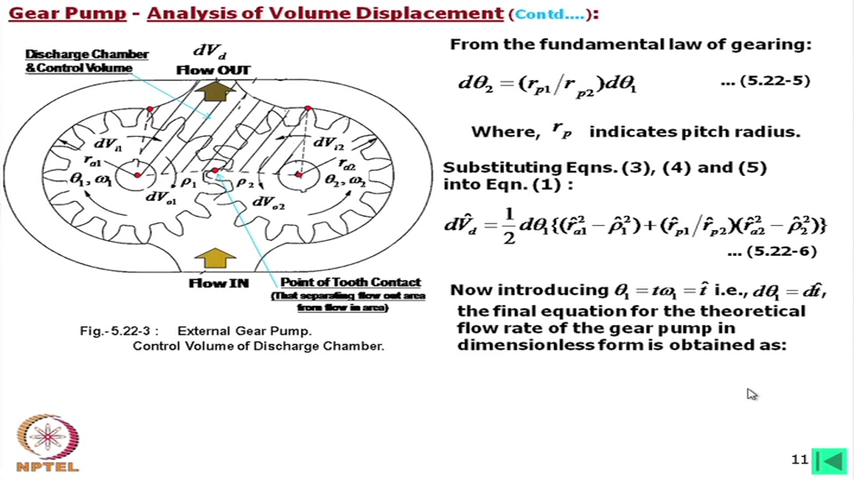 Gear Pump - Analysis of Volume Displacement (Contd....):
Discharge Chamber
& Control Volume
dV_d
Flow OUT
dV_i1
dV_i2
r_a1
r_a2
θ_1, ω_1
ρ_1
ρ_2
θ_2, ω_2
dV_o1
dV_o2
Flow IN
Point of Tooth Contact
(That separating flow out area
from flow in area)
Fig.- 5.22-3 : External Gear Pump.
Control Volume of Discharge Chamber.
From the fundamental law of gearing:
dθ_2 = (r_p1/r_p2)dθ_1 ... (5.22-5)
Where, r_p indicates pitch radius.
Substituting Eqns. (3), (4) and (5)
into Eqn. (1) :
dV̂_d = 1/2 dθ_1{(r̂_a1^2 − ρ̂_1^2) + (r̂_p1/r̂_p2)(r̂_a2^2 − ρ̂_2^2)}
... (5.22-6)
Now introducing θ_1 = tω_1 = t̂ i.e., dθ_1 = dt̂,
the final equation for the theoretical
flow rate of the gear pump in
dimensionless form is obtained as:
NPTEL
11